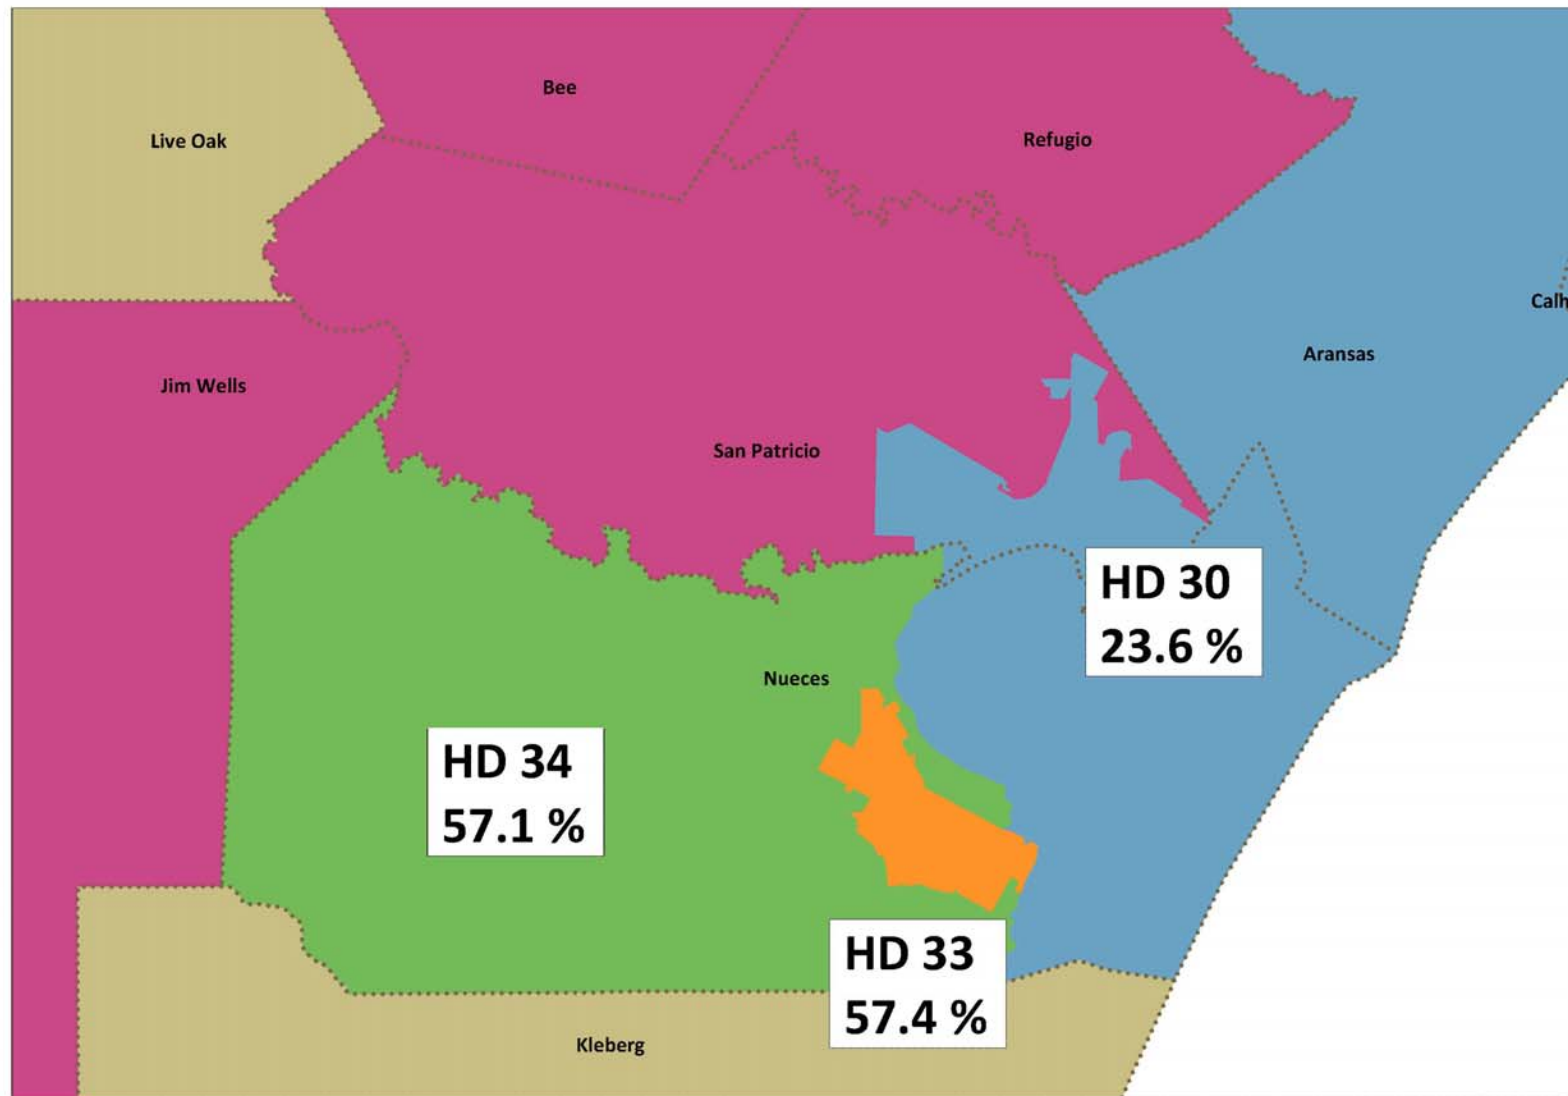 Bee
Live Oak
Refugio
Calh
Aransas
Jim Wells
San Patricio
HD 30
23.6 %
Nueces
HD 34
57.1 %
HD 33
57.4 %
Kleberg